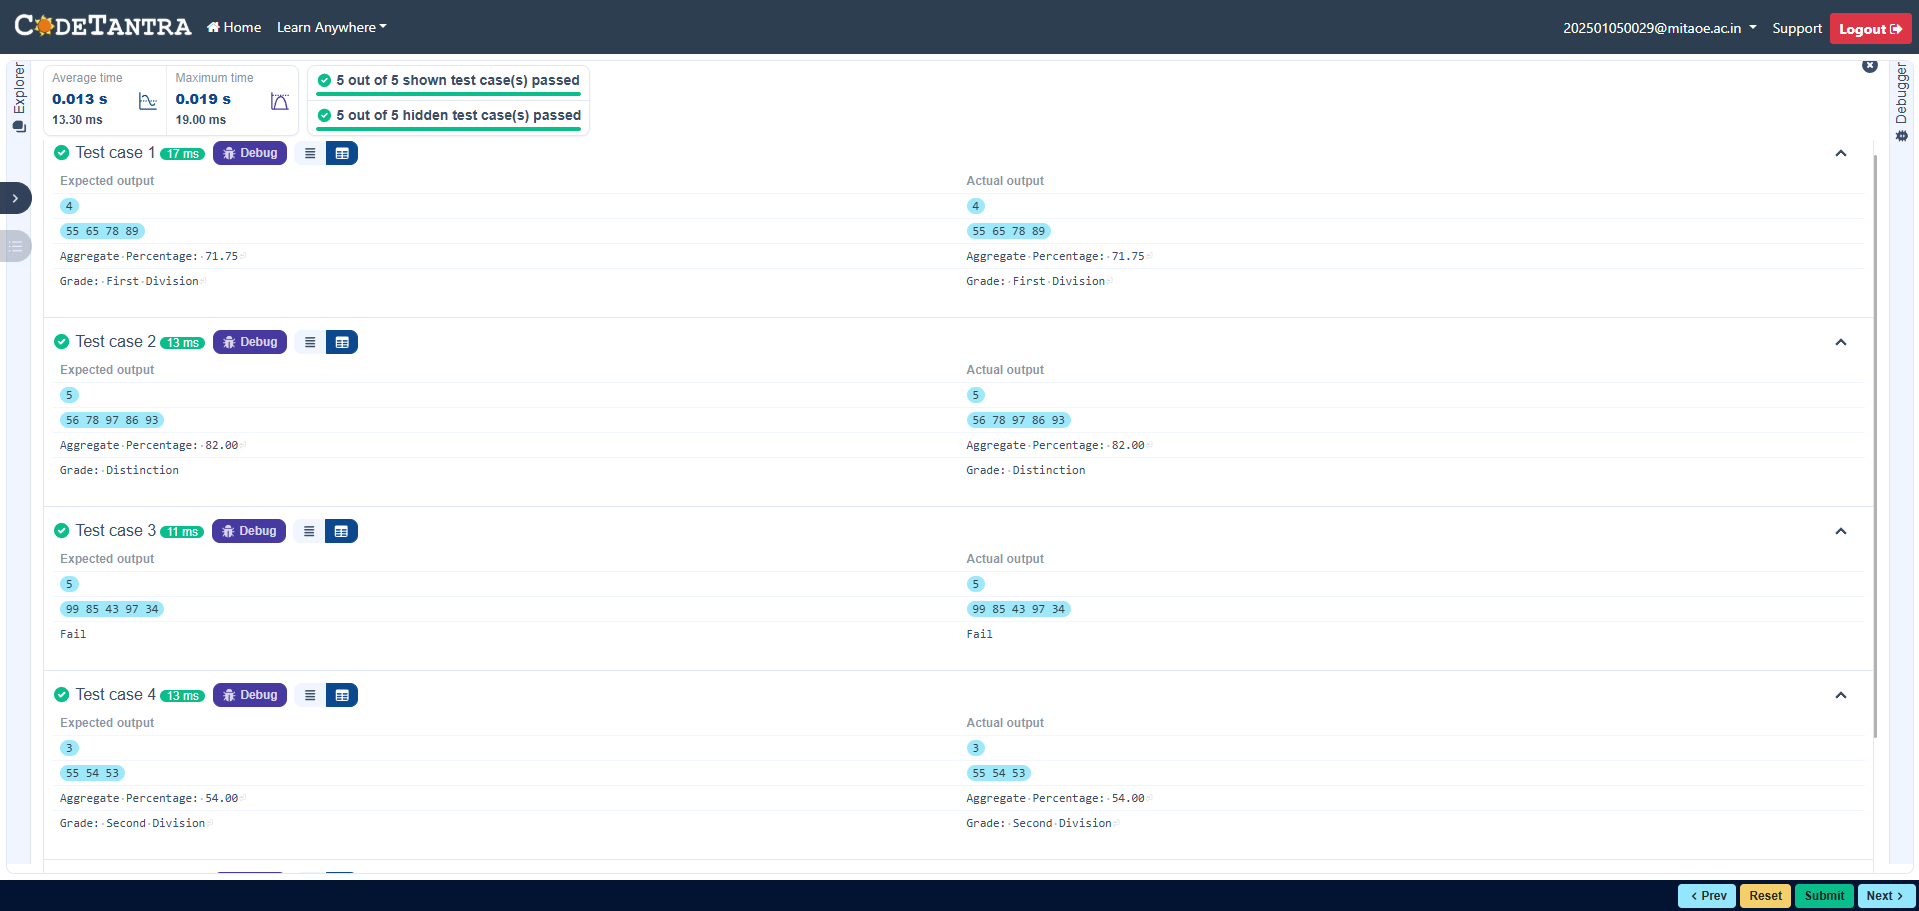 CODETANTRA Home Learn Anywhere 202501050029@mitaoe.ac.in Support Logout
Explorer
Debugger
Average time
0.013 s
13.30 ms
Maximum time
0.019 s
19.00 ms
5 out of 5 shown test case(s) passed
5 out of 5 hidden test case(s) passed
Test case 1 17 ms Debug
Expected output Actual output
4 4
55 65 78 89 55 65 78 89
Aggregate·Percentage:·71.75⏎ Aggregate·Percentage:·71.75⏎
Grade:·First·Division⏎ Grade:·First·Division⏎
Test case 2 13 ms Debug
Expected output Actual output
5 5
56 78 97 86 93 56 78 97 86 93
Aggregate·Percentage:·82.00⏎ Aggregate·Percentage:·82.00⏎
Grade:·Distinction Grade:·Distinction
Test case 3 11 ms Debug
Expected output Actual output
5 5
99 85 43 97 34 99 85 43 97 34
Fail Fail
Test case 4 13 ms Debug
Expected output Actual output
3 3
55 54 53 55 54 53
Aggregate·Percentage:·54.00⏎ Aggregate·Percentage:·54.00⏎
Grade:·Second·Division⏎ Grade:·Second·Division⏎
‹ Prev Reset Submit Next ›